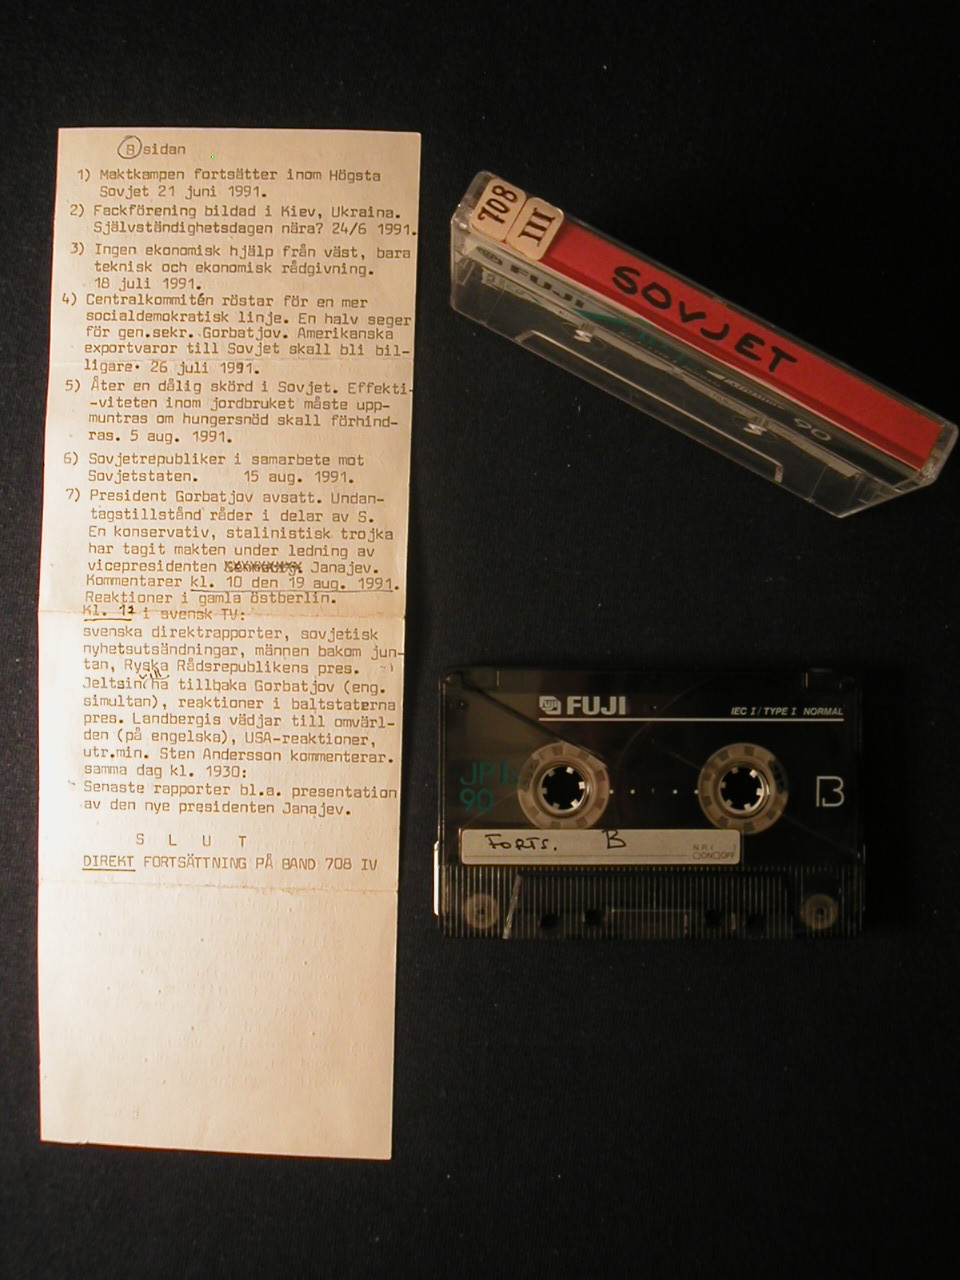 B sidan
1) Maktkampen fortsätter inom Högsta
Sovjet 21 juni 1991.
2) Fackförening bildad i Kiev, Ukraina.
Självständighetsdagen nära? 24/6 1991.
3) Ingen ekonomisk hjälp från väst, bara
teknisk och ekonomisk rådgivning.
18 juli 1991.
4) Centralkommitén röstar för en mer
socialdemokratisk linje. En halv seger
för gen.sekr. Gorbatjov. Amerikanska
exportvaror till Sovjet skall bli bil-
ligare. 26 juli 1991.
5) Åter en dålig skörd i Sovjet. Effekti-
-viteten inom jordbruket måste upp-
muntras om hungersnöd skall förhind-
ras. 5 aug. 1991.
6) Sovjetrepubliker i samarbete mot
Sovjetstaten. 15 aug. 1991.
7) President Gorbatjov avsatt. Undan-
tagstillstånd råder i delar av S.
En konservativ, stalinistisk trojka
har tagit makten under ledning av
vicepresidenten Janajev.
Kommentarer kl. 10 den 19 aug. 1991.
Reaktioner i gamla Östberlin.
Kl. 12 i svensk TV:
svenska direktrapporter, sovjetisk
nyhetsutsändningar, männen bakom jun-
tan, Ryska Rådsrepublikens pres.
Jeltsin vill ha tillbaka Gorbatjov (eng.
simultan), reaktioner i baltstaterna
pres. Landbergis vädjar till omvärl-
den (på engelska), USA-reaktioner,
utr.min. Sten Andersson kommenterar.
samma dag kl. 1930:
Senaste rapporter bl.a. presentation
av den nye presidenten Janajev.
S L U T
DIREKT FORTSÄTTNING PÅ BAND 708 IV
708
III
SOVJET
FUJI
90
FUJI
IEC I / TYPE I NORMAL
JP-IIx
90
B
FORTS. B
N.R.( )
ON OFF